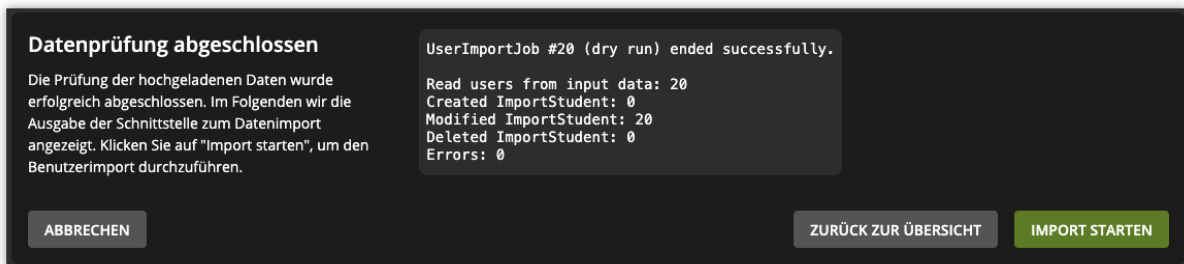 Datenprüfung abgeschlossen
Die Prüfung der hochgeladenen Daten wurde
erfolgreich abgeschlossen. Im Folgenden wir die
Ausgabe der Schnittstelle zum Datenimport
angezeigt. Klicken Sie auf "Import starten", um den
Benutzerimport durchzuführen.
UserImportJob #20 (dry run) ended successfully.
Read users from input data: 20
Created ImportStudent: 0
Modified ImportStudent: 20
Deleted ImportStudent: 0
Errors: 0
ABBRECHEN
ZURÜCK ZUR ÜBERSICHT
IMPORT STARTEN